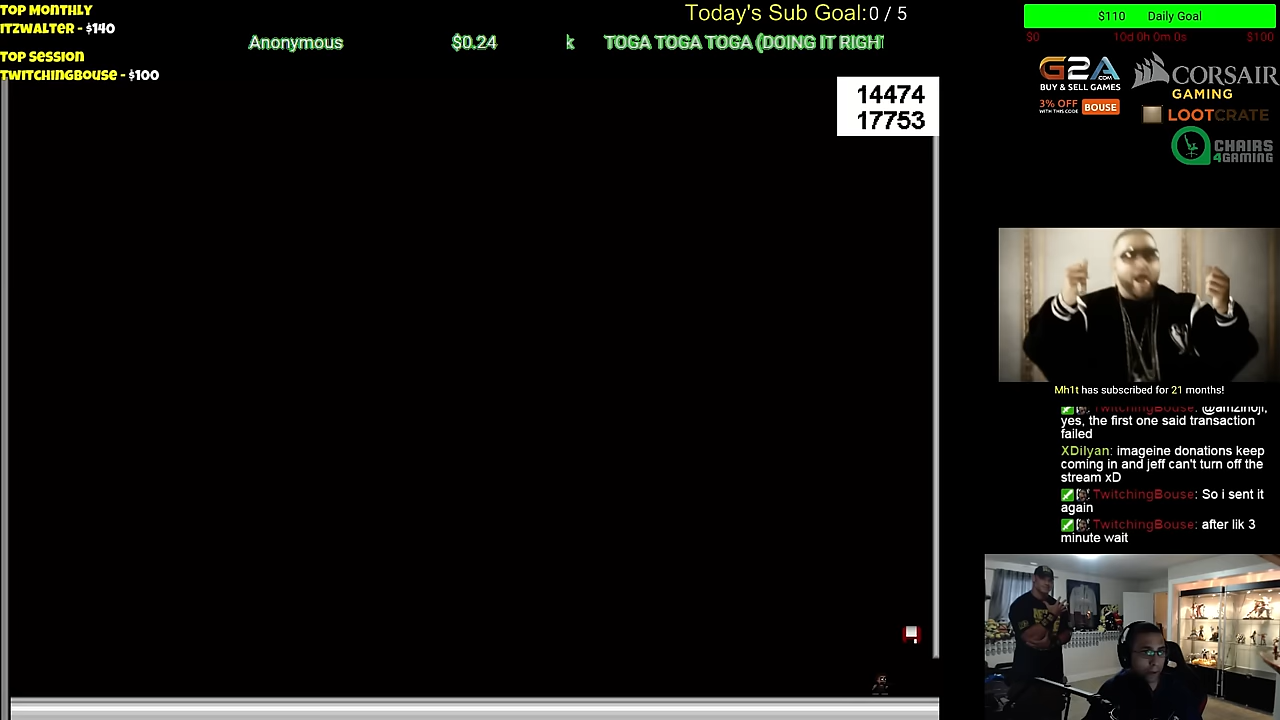 Top Monthly
itzwalter - $140
Top Session
TwitchingBouse - $100
Today's Sub Goal: 0 / 5
Anonymous $0.24 k TOGA TOGA TOGA (DOING IT RIGHT
14474
17753
$110 Daily Goal
$0 10d 0h 0m 0s $100
G2A.COM
BUY & SELL GAMES
3% OFF
WITH THIS CODE
BOUSE
CORSAIR
GAMING
LOOTCRATE
CHAIRS
4GAMING
Mh1t has subscribed for 21 months!
TwitchingBouse: @amzinoji,
yes, the first one said transaction
failed
XDilyan: imageine donations keep
coming in and jeff can't turn off the
stream xD
TwitchingBouse: So i sent it
again
TwitchingBouse: after lik 3
minute wait